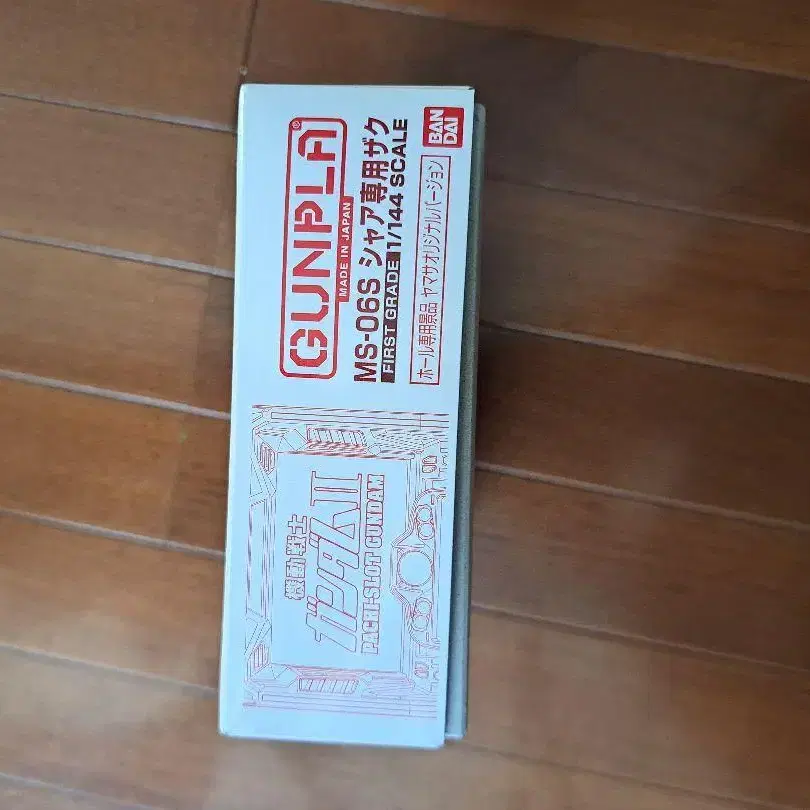 GUNPLA®
MADE IN JAPAN
MS-06S シャア専用ザク
FIRST GRADE 1/144 SCALE
ホール専用景品 ヤマサオリジナルバージョン
BAN
DAI
機動戦士
ガンダムII
PACHI-SLOT GUNDAM